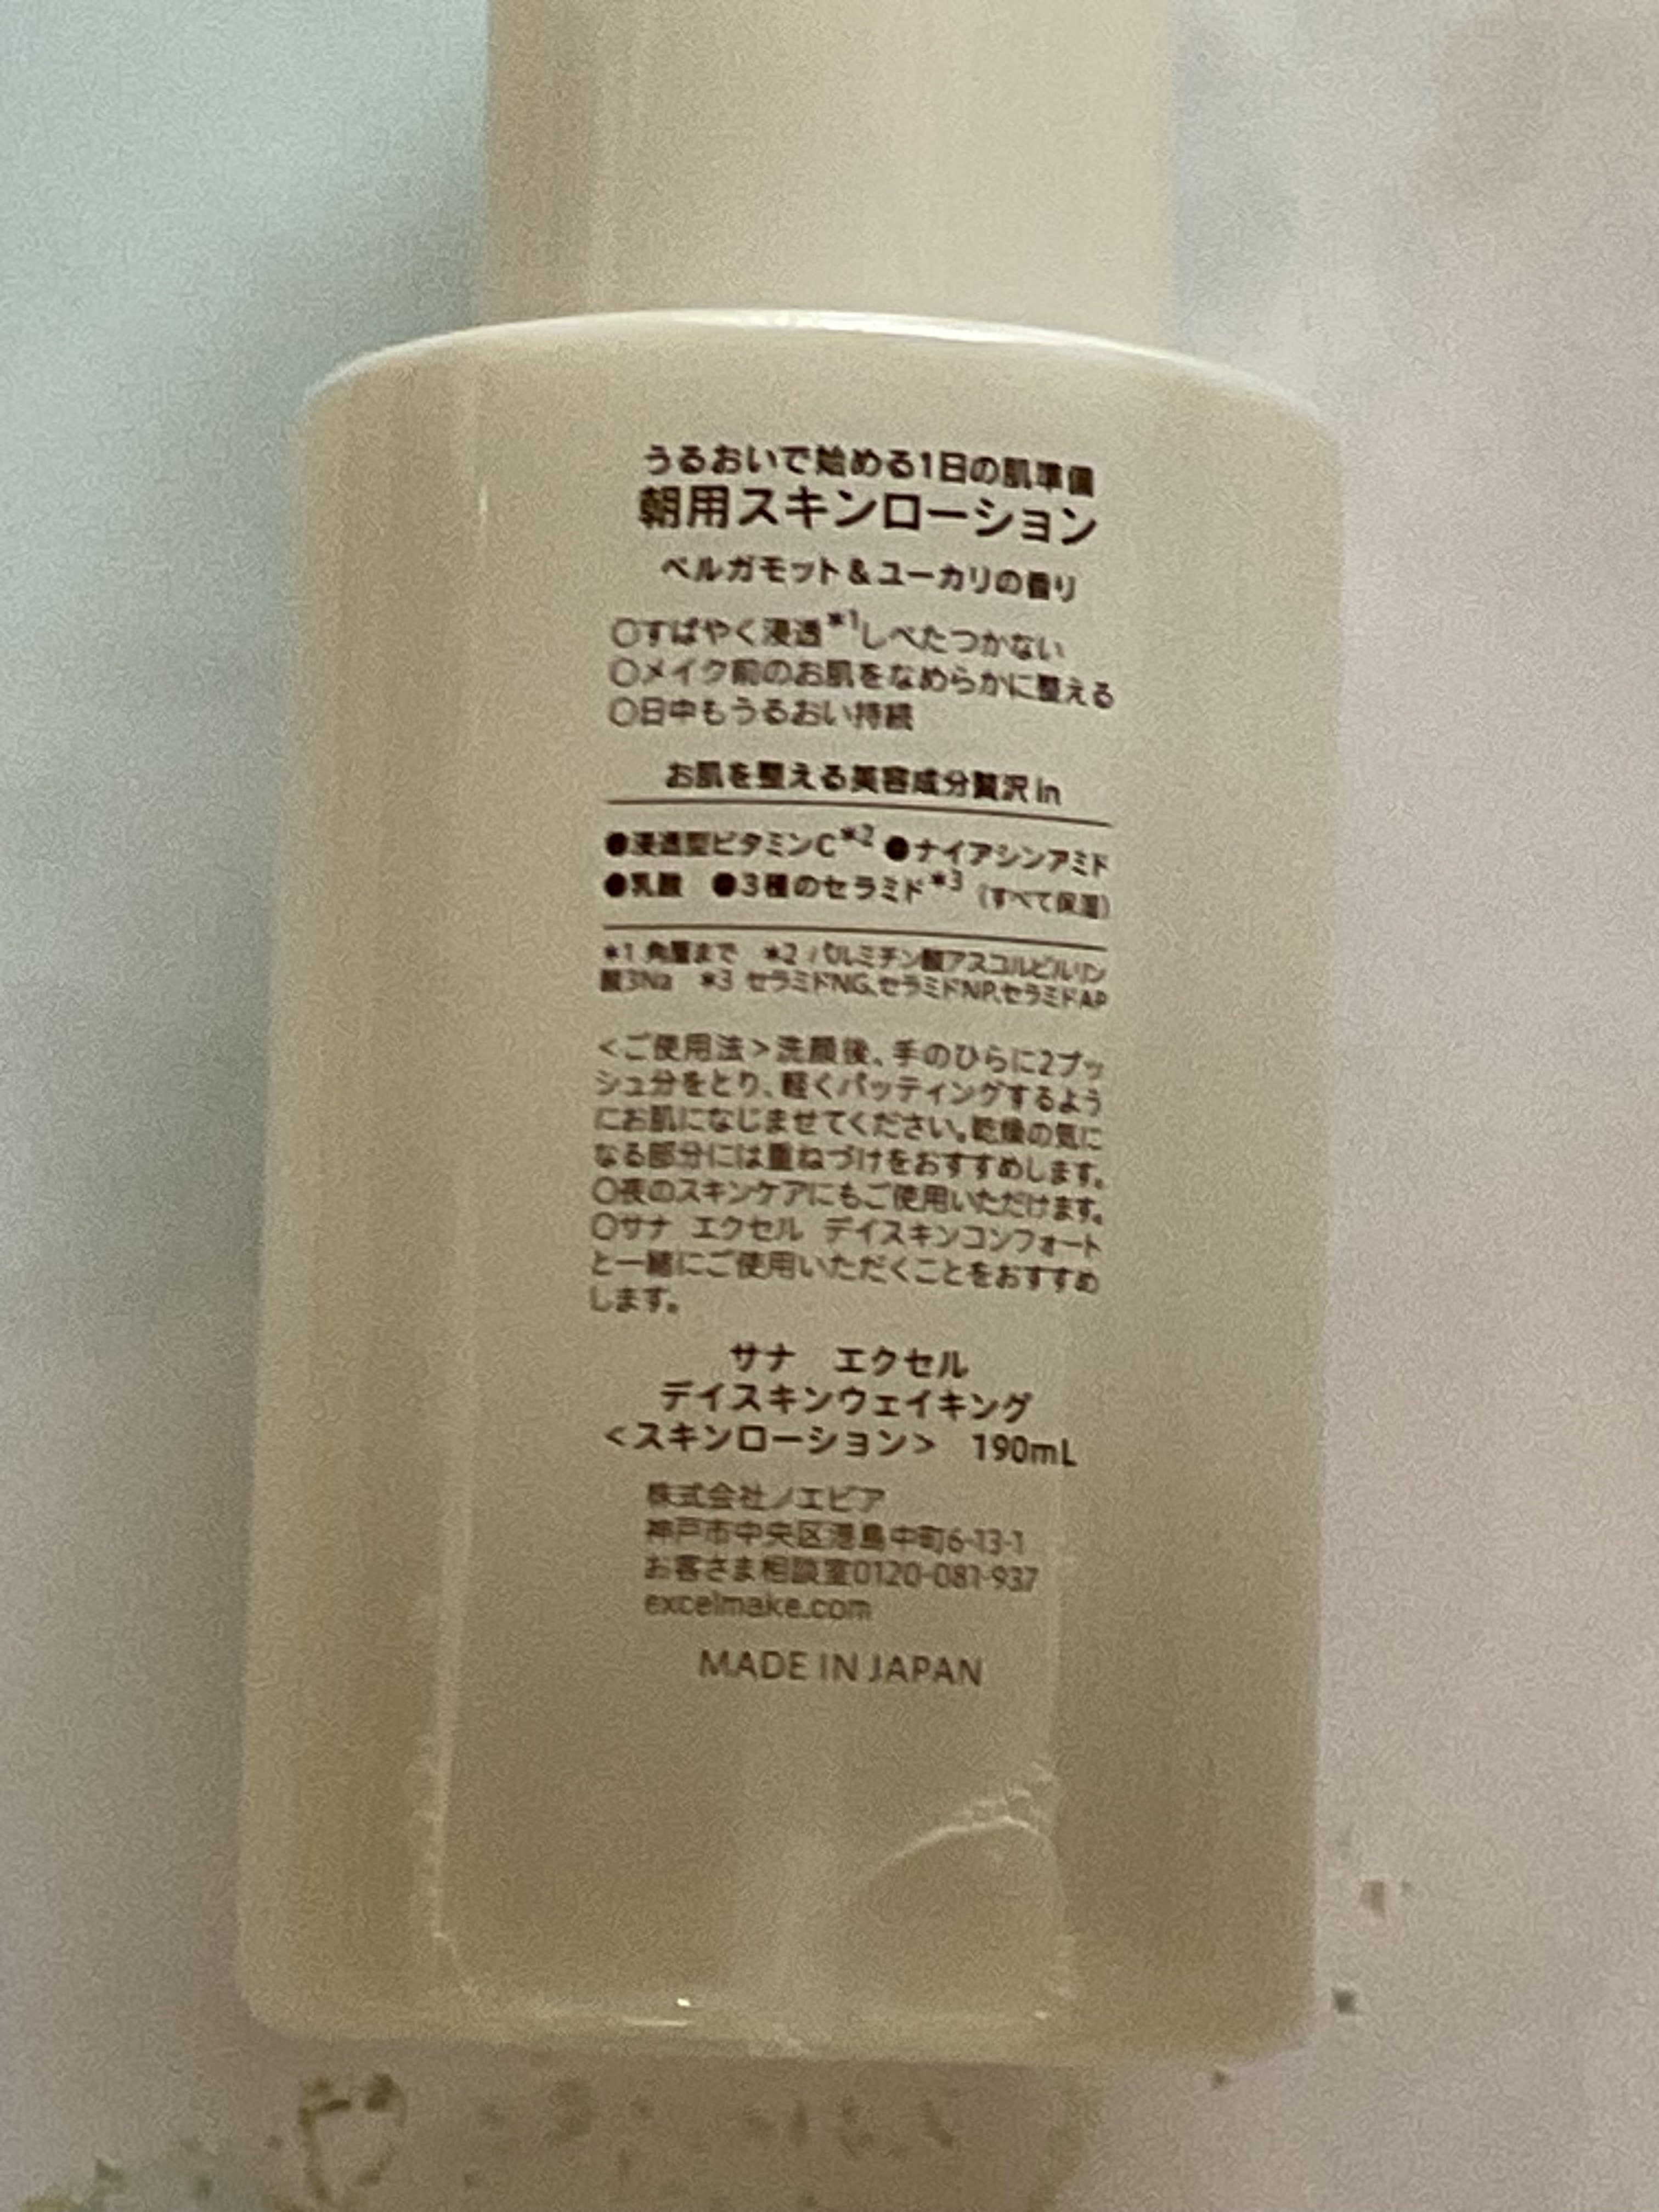 うるおいで始める1日の肌準備
朝用スキンローション
ベルガモット&ユーカリの香り
○すばやく浸透*1しべたつかない
○メイク前のお肌をなめらかに整える
○日中もうるおい持続
お肌を整える美容成分贅沢in
●浸透型ビタミンC*2 ●ナイアシンアミド
●乳酸 ●3種のセラミド*3 (すべて保湿)
*1 角層まで *2 パルミチン酸アスコルビルリン
酸3Na *3 セラミドNG、セラミドNP、セラミドAP
<ご使用法>洗顔後、手のひらに2プッ
シュ分をとり、軽くパッティングするよう
にお肌になじませてください。乾燥の気に
なる部分には重ねづけをおすすめします。
○夜のスキンケアにもご使用いただけます。
○サナ エクセル デイスキンコンフォート
と一緒にご使用いただくことをおすすめ
します。
サナ エクセル
デイスキンウェイキング
<スキンローション> 190mL
株式会社ノエビア
神戸市中央区港島中町6-13-1
お客さま相談室0120-081-937
excelmake.com
MADE IN JAPAN